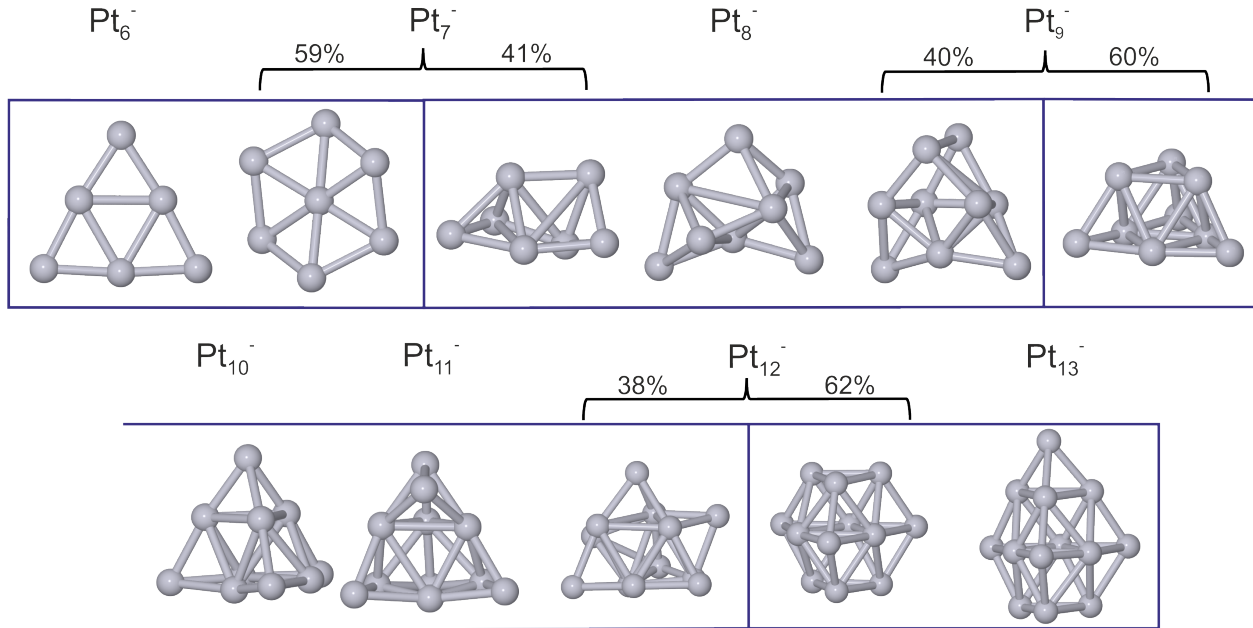 Pt₆⁻ Pt₇⁻ Pt₈⁻ Pt₉⁻
59% 41% 40% 60%
Pt₁₀⁻ Pt₁₁⁻ Pt₁₂⁻ Pt₁₃⁻
38% 62%